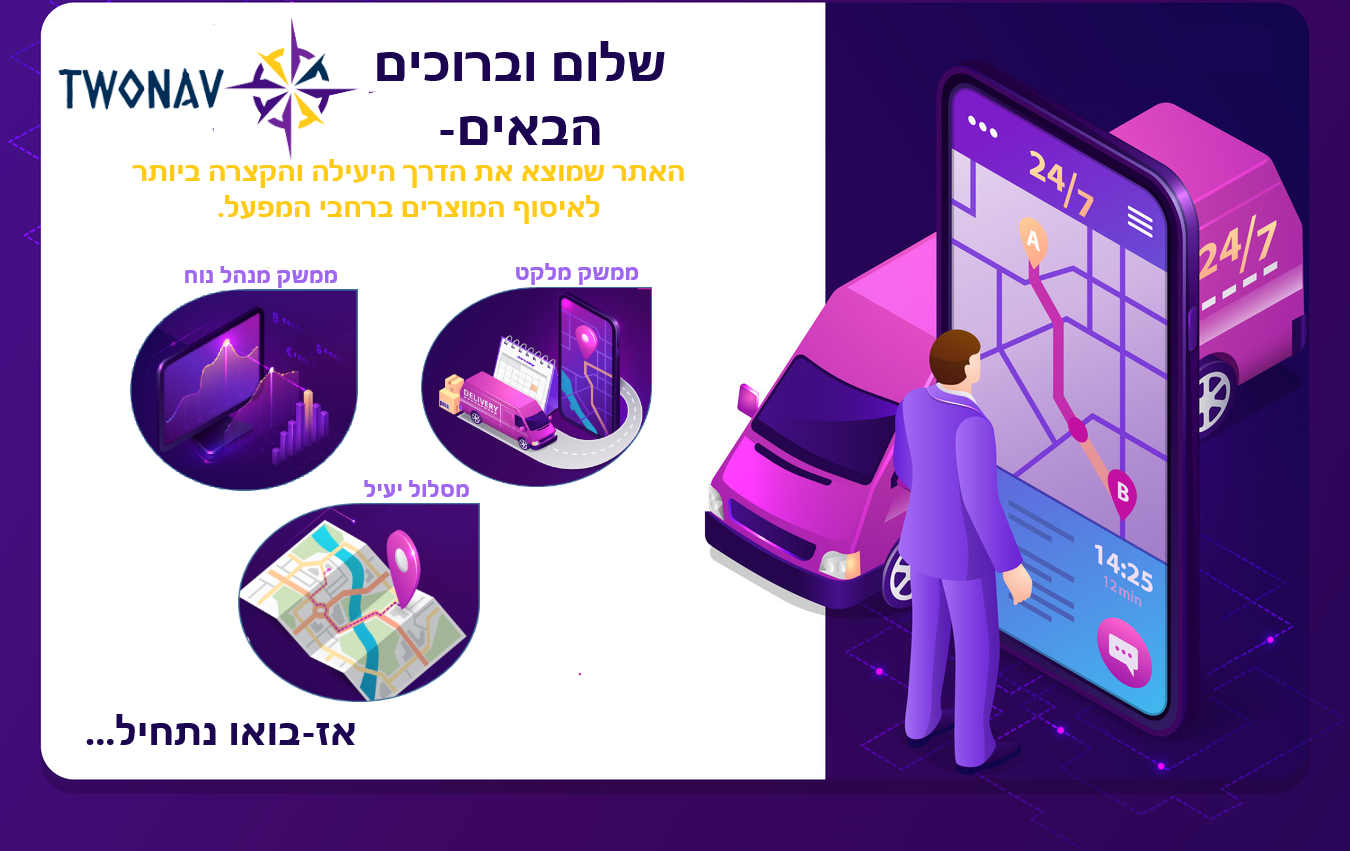 TWONAV
שלום וברוכים
הבאים-
האתר שמוצא את הדרך היעילה והקצרה ביותר
לאיסוף המוצרים ברחבי המפעל.
ממשק מלקט
ממשק מנהל נוח
DELIVERY
מסלול יעיל
אז-בואו נתחיל...
24/7
A
B
14:25
12min
24/7